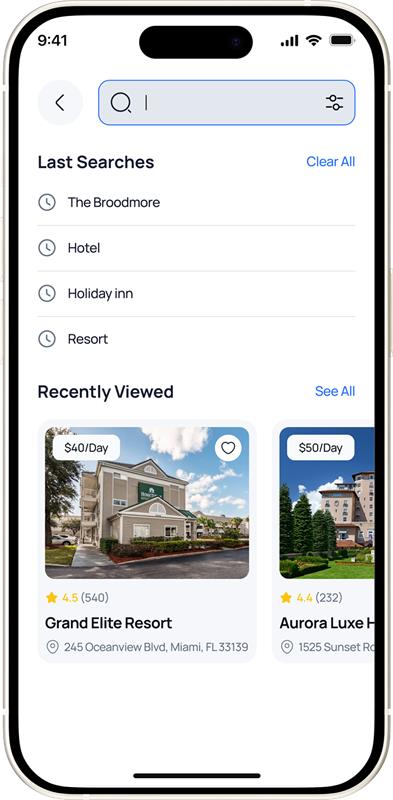 9:41
Last Searches
Clear All
The Broodmore
Hotel
Holiday inn
Resort
Recently Viewed
See All
$40/Day
$50/Day
4.5 (540)
4.4 (232)
Grand Elite Resort
Aurora Luxe H
245 Oceanview Blvd, Miami, FL 33139
1525 Sunset Ro